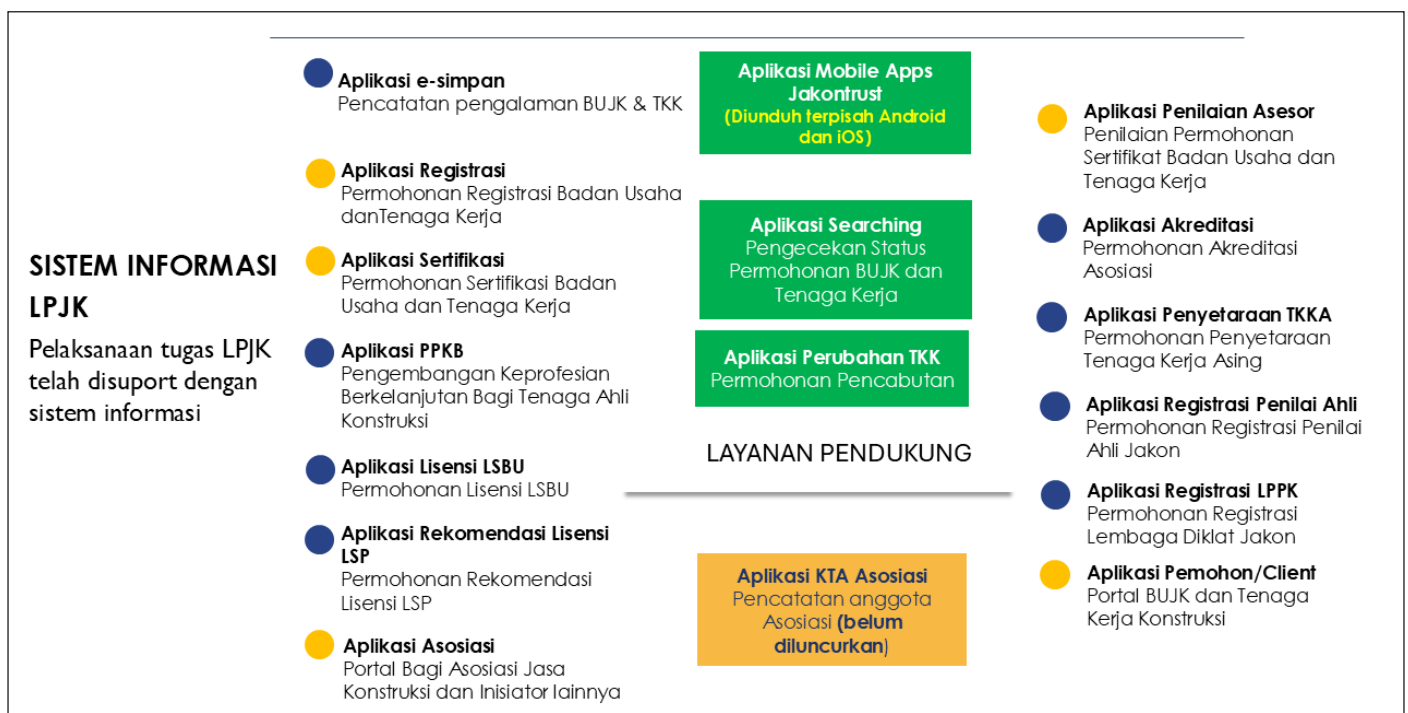 SISTEM INFORMASI
LPJK
Pelaksanaan tugas LPJK
telah disuport dengan
sistem informasi
Aplikasi e-simpan
Pencatatan pengalaman BUJK & TKK
Aplikasi Registrasi
Permohonan Registrasi Badan Usaha
danTenaga Kerja
Aplikasi Sertifikasi
Permohonan Sertifikasi Badan
Usaha dan Tenaga Kerja
Aplikasi PPKB
Pengembangan Keprofesian
Berkelanjutan Bagi Tenaga Ahli
Konstruksi
Aplikasi Lisensi LSBU
Permohonan Lisensi LSBU
Aplikasi Rekomendasi Lisensi
LSP
Permohonan Rekomendasi
Lisensi LSP
Aplikasi Asosiasi
Portal Bagi Asosiasi Jasa
Konstruksi dan Inisiator lainnya
Aplikasi Mobile Apps
Jakontrust
(Diunduh terpisah Android
dan iOS)
Aplikasi Searching
Pengecekan Status
Permohonan BUJK dan
Tenaga Kerja
Aplikasi Perubahan TKK
Permohonan Pencabutan
LAYANAN PENDUKUNG
Aplikasi KTA Asosiasi
Pencatatan anggota
Asosiasi (belum
diluncurkan)
Aplikasi Penilaian Asesor
Penilaian Permohonan
Sertifikat Badan Usaha dan
Tenaga Kerja
Aplikasi Akreditasi
Permohonan Akreditasi
Asosiasi
Aplikasi Penyetaraan TKKA
Permohonan Penyetaraan
Tenaga Kerja Asing
Aplikasi Registrasi Penilai Ahli
Permohonan Registrasi Penilai
Ahli Jakon
Aplikasi Registrasi LPPK
Permohonan Registrasi
Lembaga Diklat Jakon
Aplikasi Pemohon/Client
Portal BUJK dan Tenaga
Kerja Konstruksi